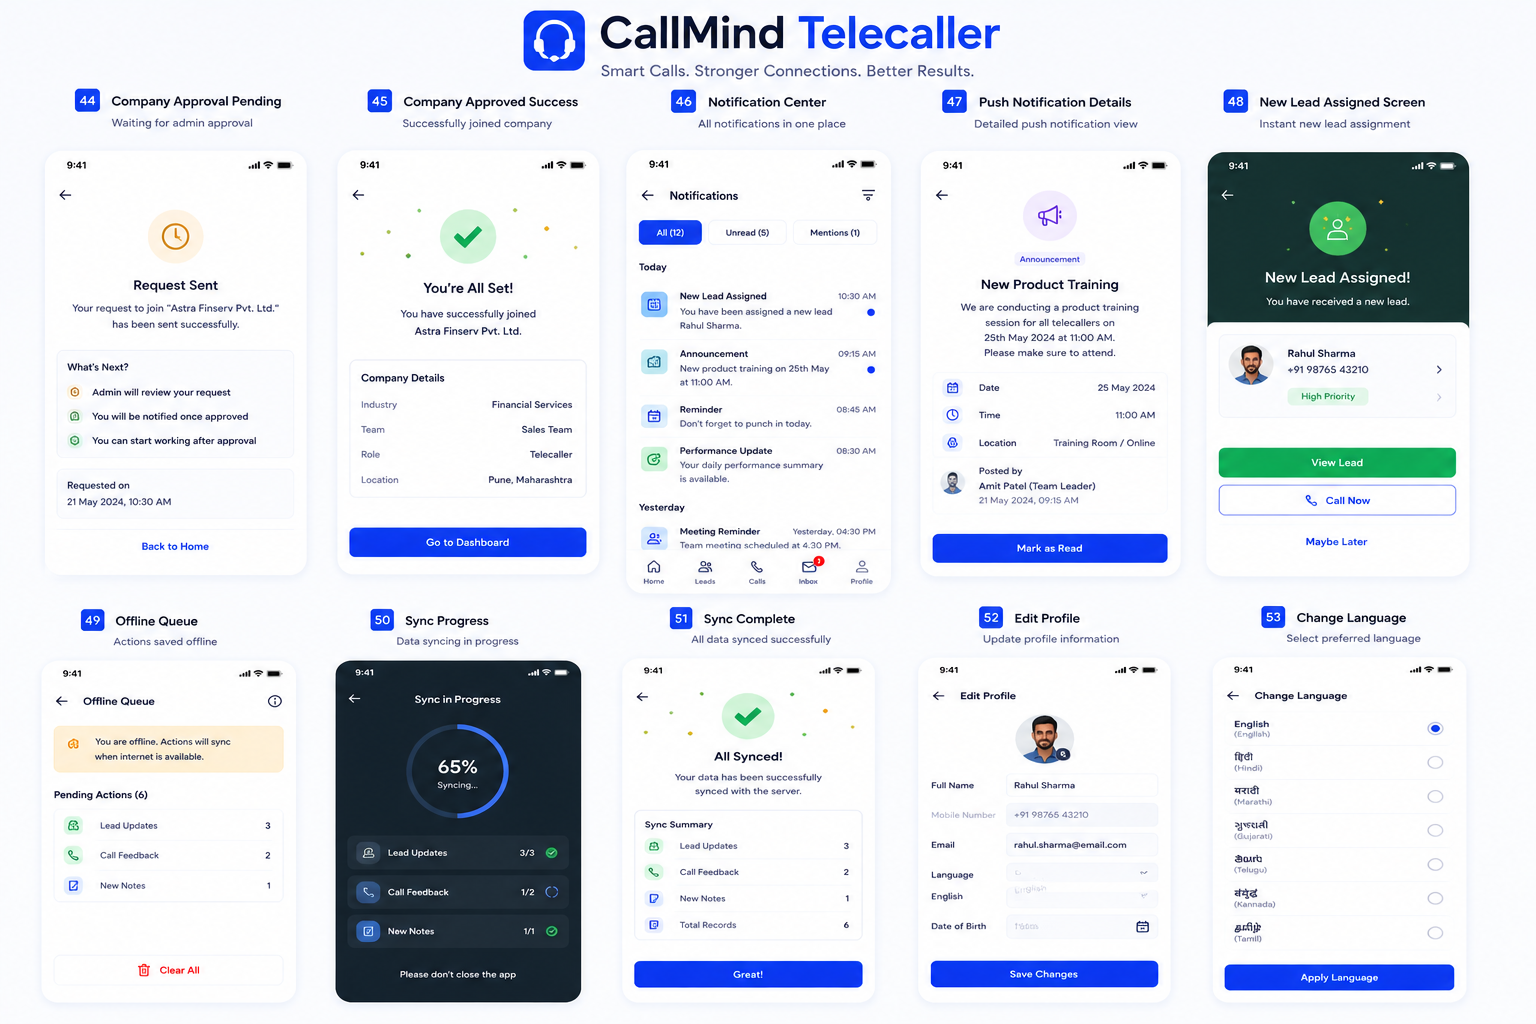 CallMind Telecaller
Smart Calls. Stronger Connections. Better Results.
44 Company Approval Pending
Waiting for admin approval
9:41
Request Sent
Your request to join "Astra Finserv Pvt. Ltd."
has been sent successfully.
What's Next?
Admin will review your request
You will be notified once approved
You can start working after approval
Requested on
21 May 2024, 10:30 AM
Back to Home
45 Company Approved Success
Successfully joined company
9:41
You're All Set!
You have successfully joined
Astra Finserv Pvt. Ltd.
Company Details
Industry Financial Services
Team Sales Team
Role Telecaller
Location Pune, Maharashtra
Go to Dashboard
46 Notification Center
All notifications in one place
9:41
Notifications
All (12) Unread (5) Mentions (1)
Today
New Lead Assigned 10:30 AM
You have been assigned a new lead
Rahul Sharma.
Announcement 09:15 AM
New product training on 25th May
at 11:00 AM.
Reminder 08:45 AM
Don't forget to punch in today.
Performance Update 08:30 AM
Your daily performance summary
is available.
Yesterday
Meeting Reminder Yesterday, 04:30 PM
Team meeting scheduled at 4.30 PM.
Home Leads Calls Inbox Profile
47 Push Notification Details
Detailed push notification view
9:41
Announcement
New Product Training
We are conducting a product training
session for all telecallers on
25th May 2024 at 11:00 AM.
Please make sure to attend.
Date 25 May 2024
Time 11:00 AM
Location Training Room / Online
Posted by
Amit Patel (Team Leader)
21 May 2024, 09:15 AM
Mark as Read
48 New Lead Assigned Screen
Instant new lead assignment
9:41
New Lead Assigned!
You have received a new lead.
Rahul Sharma
+91 98765 43210
High Priority
View Lead
Call Now
Maybe Later
49 Offline Queue
Actions saved offline
9:41
Offline Queue
You are offline. Actions will sync
when internet is available.
Pending Actions (6)
Lead Updates 3
Call Feedback 2
New Notes 1
Clear All
50 Sync Progress
Data syncing in progress
9:41
Sync in Progress
65%
Syncing...
Lead Updates 3/3
Call Feedback 1/2
New Notes 1/1
Please don't close the app
51 Sync Complete
All data synced successfully
9:41
All Synced!
Your data has been successfully
synced with the server.
Sync Summary
Lead Updates 3
Call Feedback 2
New Notes 1
Total Records 6
Great!
52 Edit Profile
Update profile information
9:41
Edit Profile
Full Name Rahul Sharma
Mobile Number +91 98765 43210
Email rahul.sharma@email.com
Language
English English
Date of Birth
Save Changes
53 Change Language
Select preferred language
9:41
Change Language
English
(English)
(Hindi)
मराठी
(Marathi)
(Gujarati)
(Telugu)
(Kannada)
(Tamil)
Apply Language